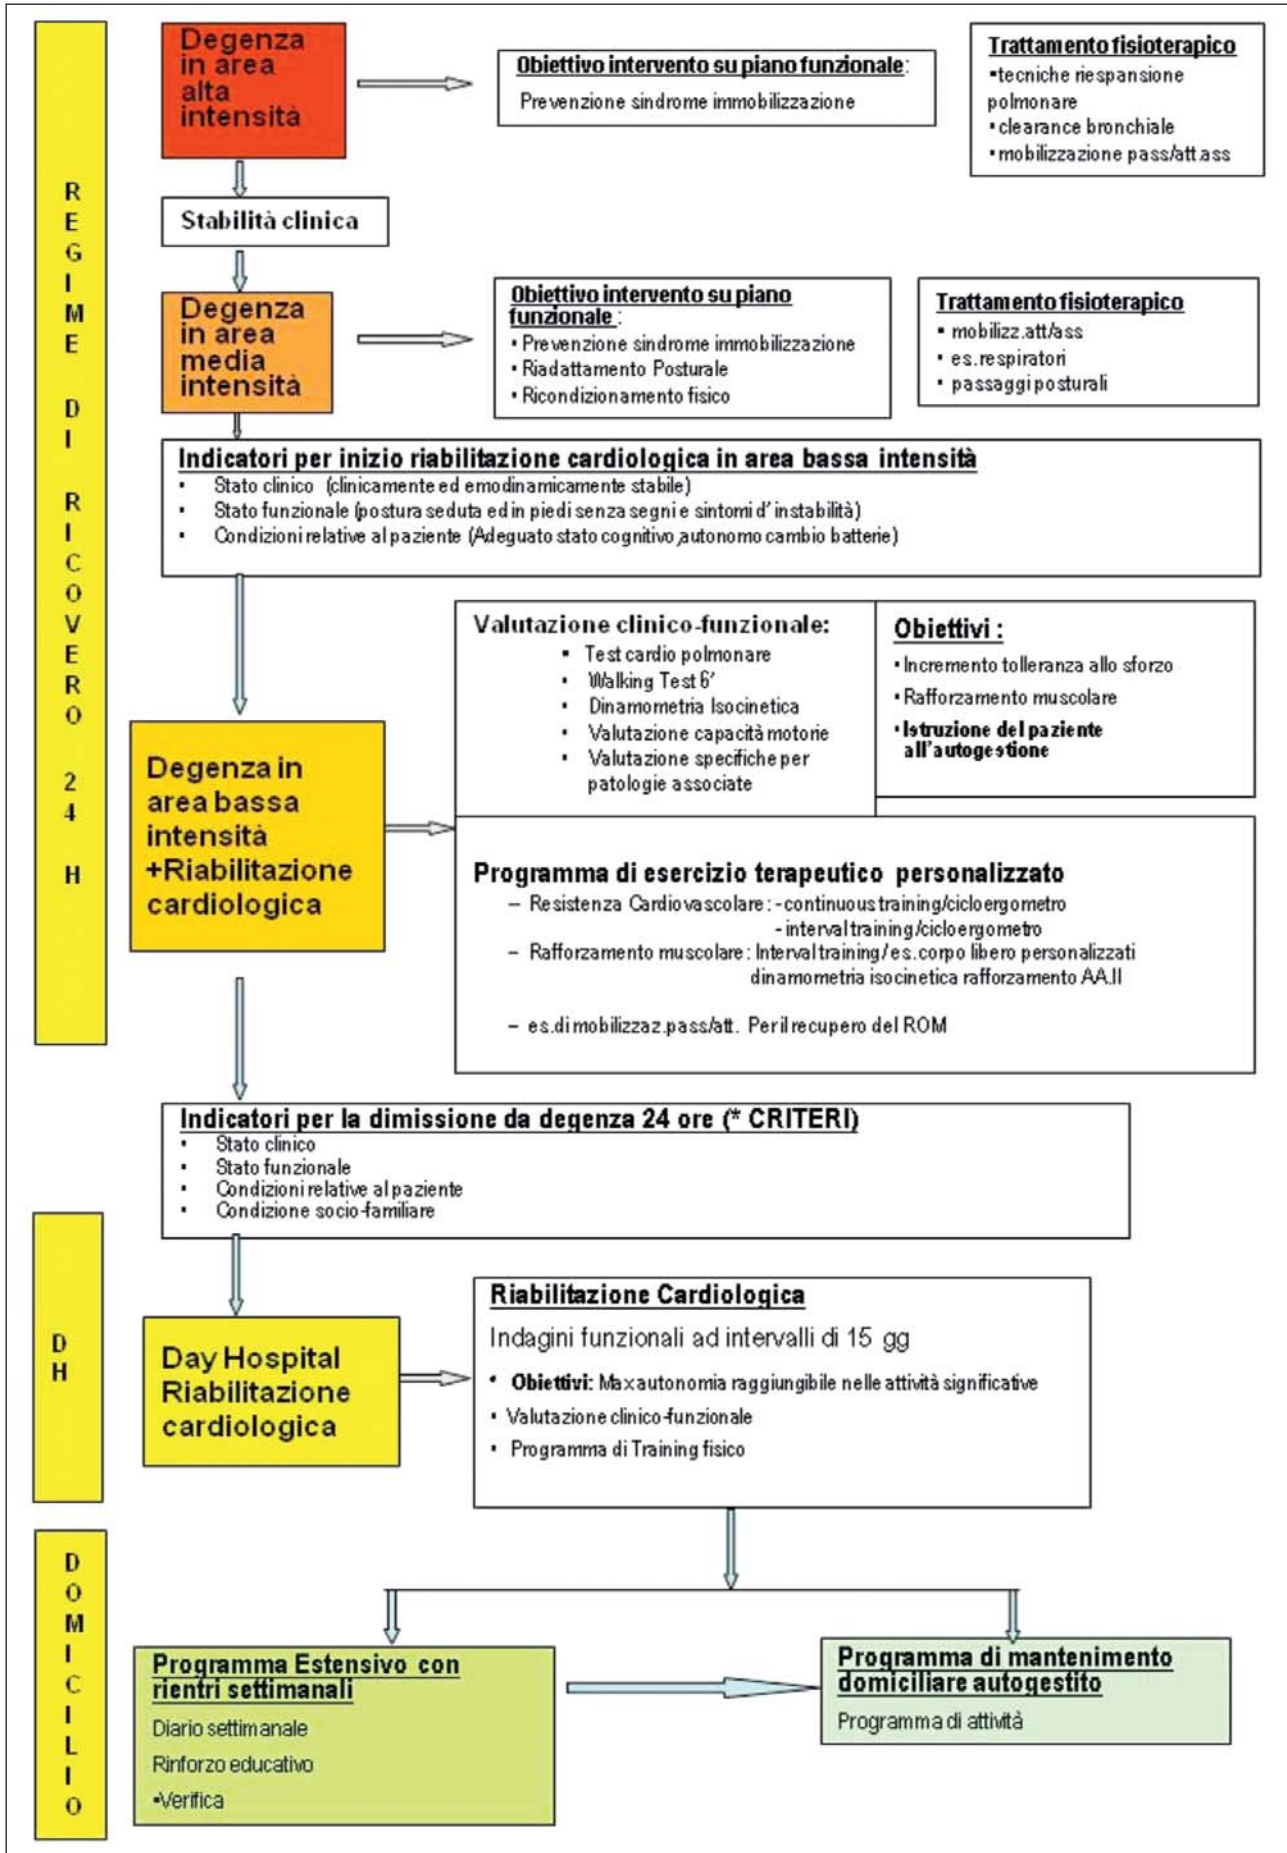 REGIME DI RICOVERO 24 H
Degenza
in area
alta
intensità
Obiettivo intervento su piano funzionale:
Prevenzione sindrome immobilizzazione
Trattamento fisioterapico
▪tecniche riespansione
polmonare
▪ clearance bronchiale
▪ mobilizzazione pass/att.ass
Stabilità clinica
Degenza
in area
media
intensità
Obiettivo intervento su piano
funzionale :
▪ Prevenzione sindrome immobilizzazione
▪ Riadattamento Posturale
▪ Ricondizionamento fisico
Trattamento fisioterapico
▪ mobilizz.att/ass
▪ es.respiratori
▪ passaggi posturali
Indicatori per inizio riabilitazione cardiologica in area bassa intensità
▪ Stato clinico (clinicamente ed emodinamicamente stabile)
▪ Stato funzionale (postura seduta ed in piedi senza segni e sintomi d' instabilità)
▪ Condizioni relative al paziente (Adeguato stato cognitivo,autonomo cambio batterie)
Degenza in
area bassa
intensità
+Riabilitazione
cardiologica
Valutazione clinico-funzionale:
▪ Test cardio polmonare
▪ Walking Test 6'
▪ Dinamometria Isocinetica
▪ Valutazione capacità motorie
▪ Valutazione specifiche per
patologie associate
Obiettivi :
▪ Incremento tolleranza allo sforzo
▪ Rafforzamento muscolare
▪ Istruzione del paziente
all'autogestione
Programma di esercizio terapeutico personalizzato
– Resistenza Cardiovascolare : - continuous training/cicloergometro
- interval training/cicloergometro
– Rafforzamento muscolare : Interval training/ es.corpo libero personalizzati
dinamometria isocinetica rafforzamento AA.II
– es.di mobilizzaz.pass/att. Per il recupero del ROM
Indicatori per la dimissione da degenza 24 ore (* CRITERI)
▪ Stato clinico
▪ Stato funzionale
▪ Condizioni relative al paziente
▪ Condizione socio-familiare
DH
Day Hospital
Riabilitazione
cardiologica
Riabilitazione Cardiologica
Indagini funzionali ad intervalli di 15 gg
▪ Obiettivi: Max autonomia raggiungibile nelle attività significative
▪ Valutazione clinico-funzionale
▪ Programma di Training fisico
DOMICILIO
Programma Estensivo con
rientri settimanali
Diario settimanale
Rinforzo educativo
▪Verifica
Programma di mantenimento
domiciliare autogestito
Programma di attività